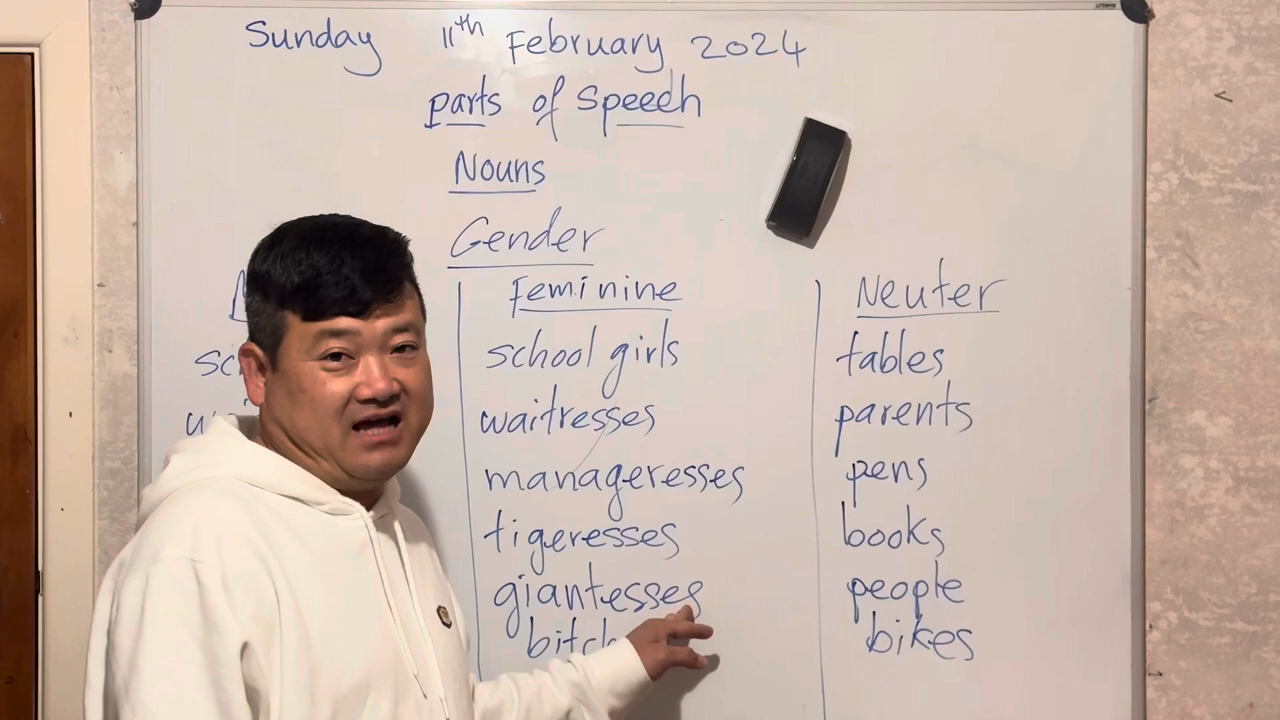 Sunday 11th February 2024
parts of speech
Nouns
Gender
Feminine Neuter
school girls tables
waitresses parents
manageresses pens
tigeresses books
giantesses people
bikes